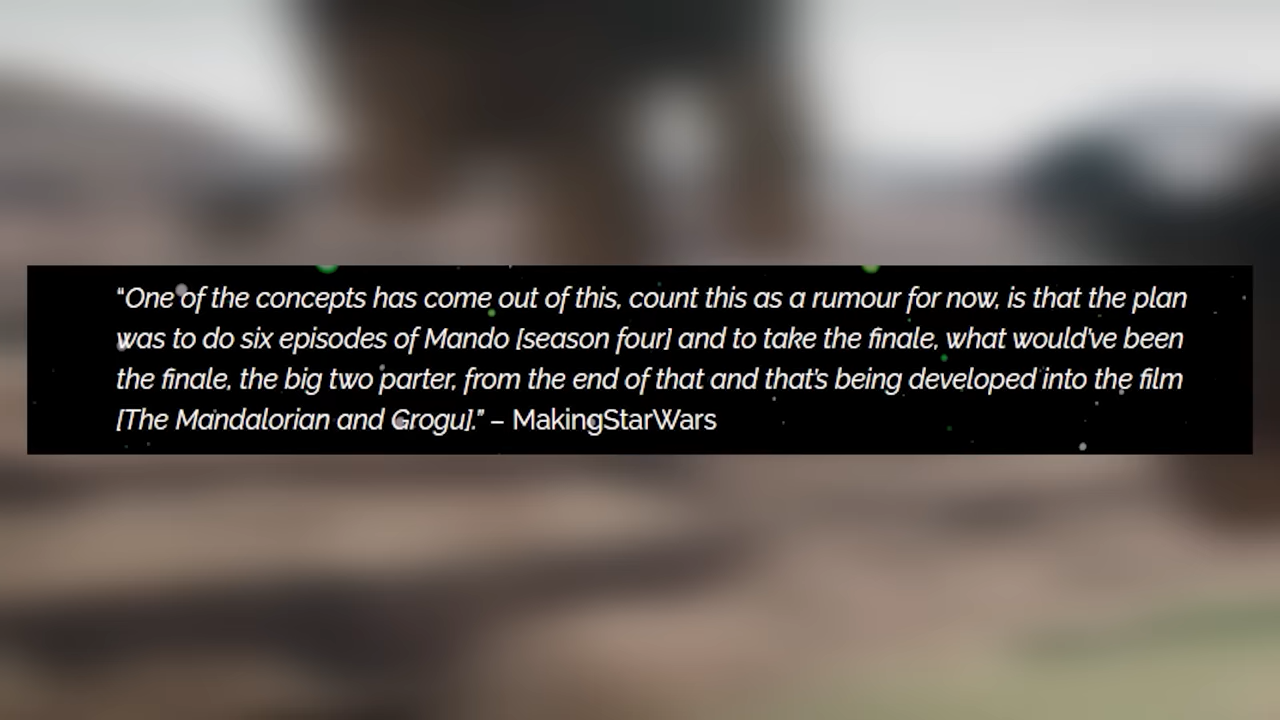 “One of the concepts has come out of this, count this as a rumour for now, is that the plan
was to do six episodes of Mando [season four] and to take the finale, what would’ve been
the finale, the big two parter, from the end of that and that’s being developed into the film
[The Mandalorian and Grogu].” – MakingStarWars